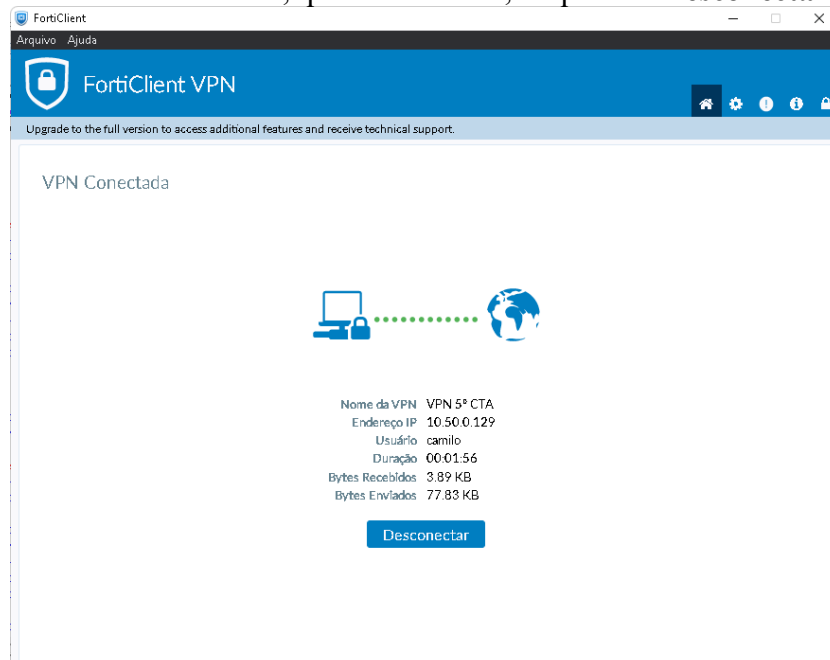 FortiClient
Arquivo Ajuda
FortiClient VPN
Upgrade to the full version to access additional features and receive technical support.
VPN Conectada
Nome da VPN VPN 5º CTA
Endereço IP 10.50.0.129
Usuário camilo
Duração 00:01:56
Bytes Recebidos 3.89 KB
Bytes Enviados 77.83 KB
Desconectar